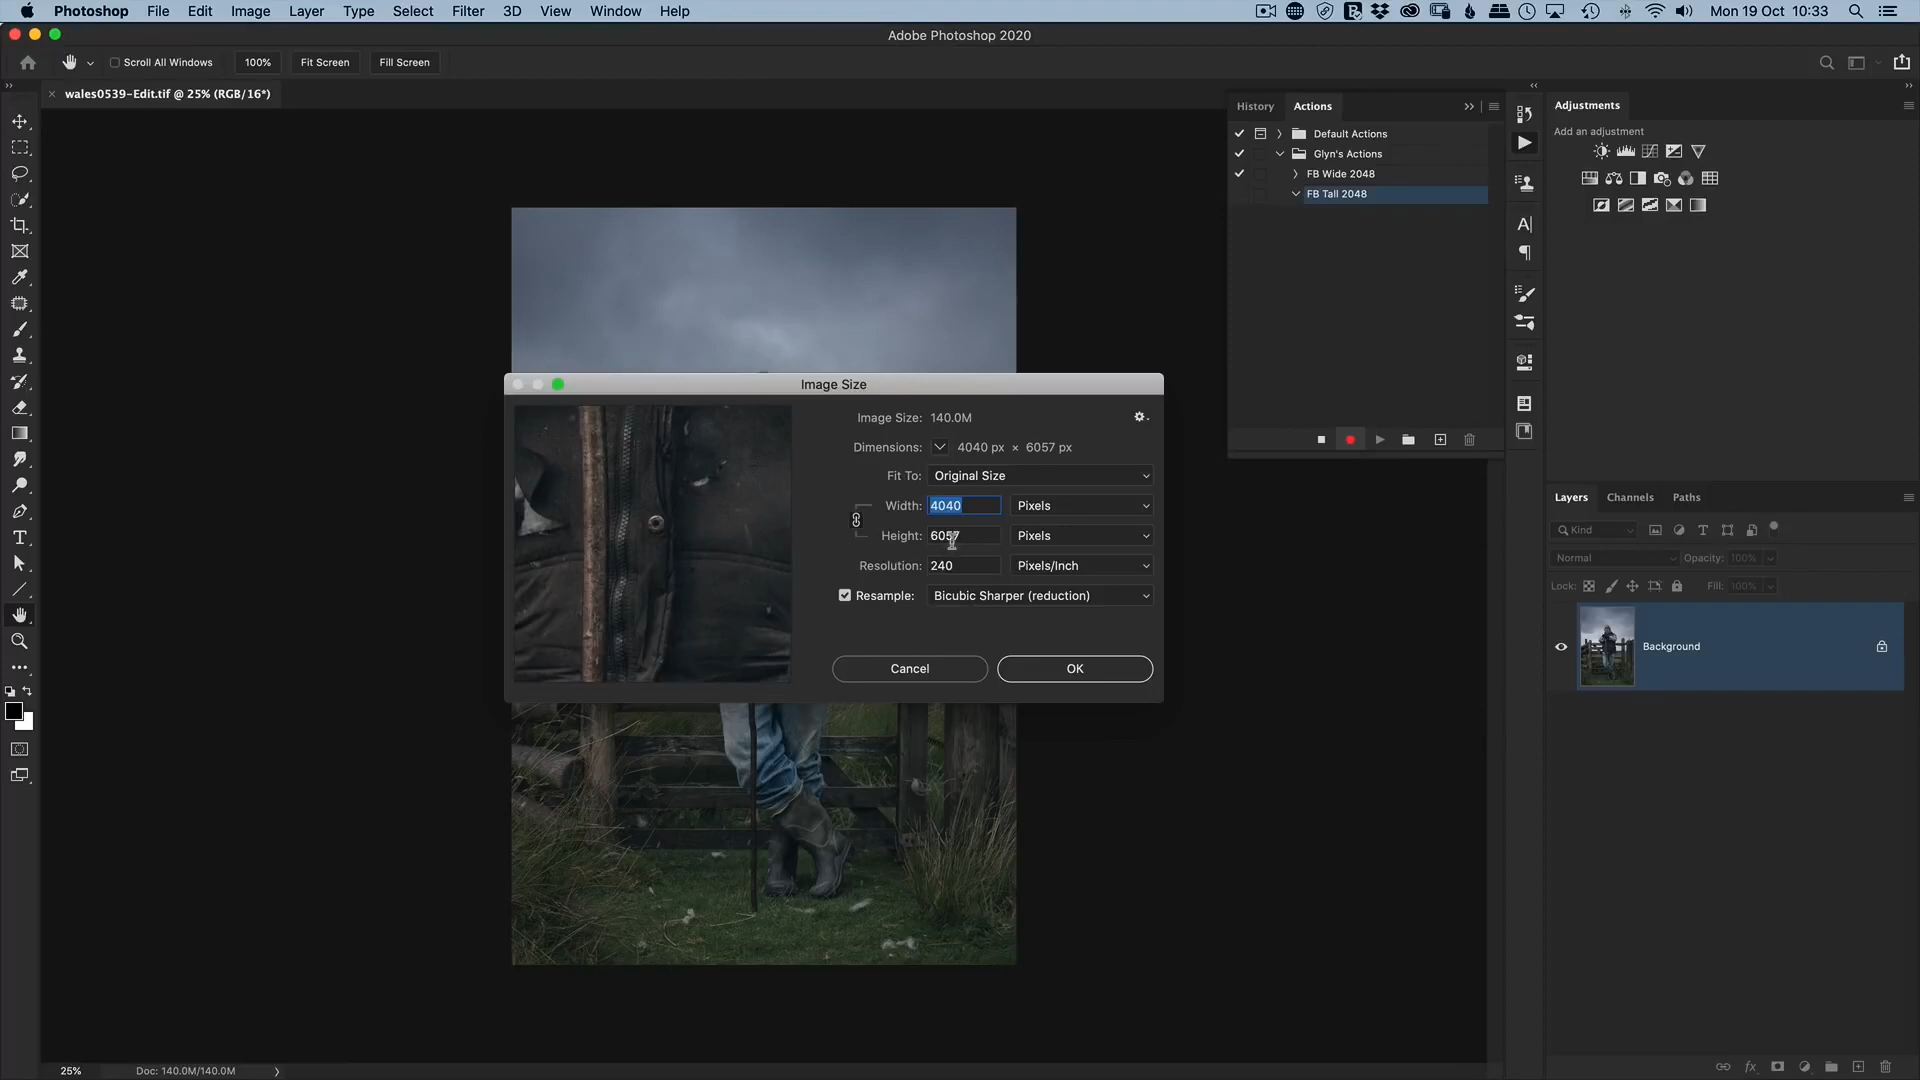 Photoshop File Edit Image Layer Type Select Filter 3D View Window Help Mon 19 Oct 10:33
Adobe Photoshop 2020
Scroll All Windows 100% Fit Screen Fill Screen
wales0539-Edit.tif @ 25% (RGB/16*)
History Actions
Default Actions
Glyn's Actions
FB Wide 2048
FB Tall 2048
Adjustments
Add an adjustment
Image Size
Image Size: 140.0M
Dimensions: 4040 px × 6057 px
Fit To: Original Size
Width: 4040 Pixels
Height: 6057 Pixels
Resolution: 240 Pixels/Inch
Resample: Bicubic Sharper (reduction)
Cancel OK
Layers Channels Paths
Kind
Normal Opacity: 100%
Lock: Fill: 100%
Background
25% Doc: 140.0M/140.0M